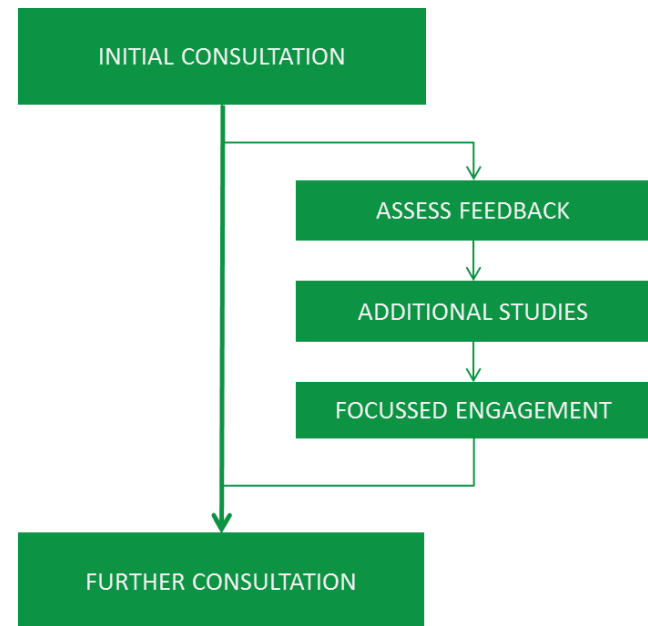 INITIAL CONSULTATION
ASSESS FEEDBACK
ADDITIONAL STUDIES
FOCUSSED ENGAGEMENT
FURTHER CONSULTATION